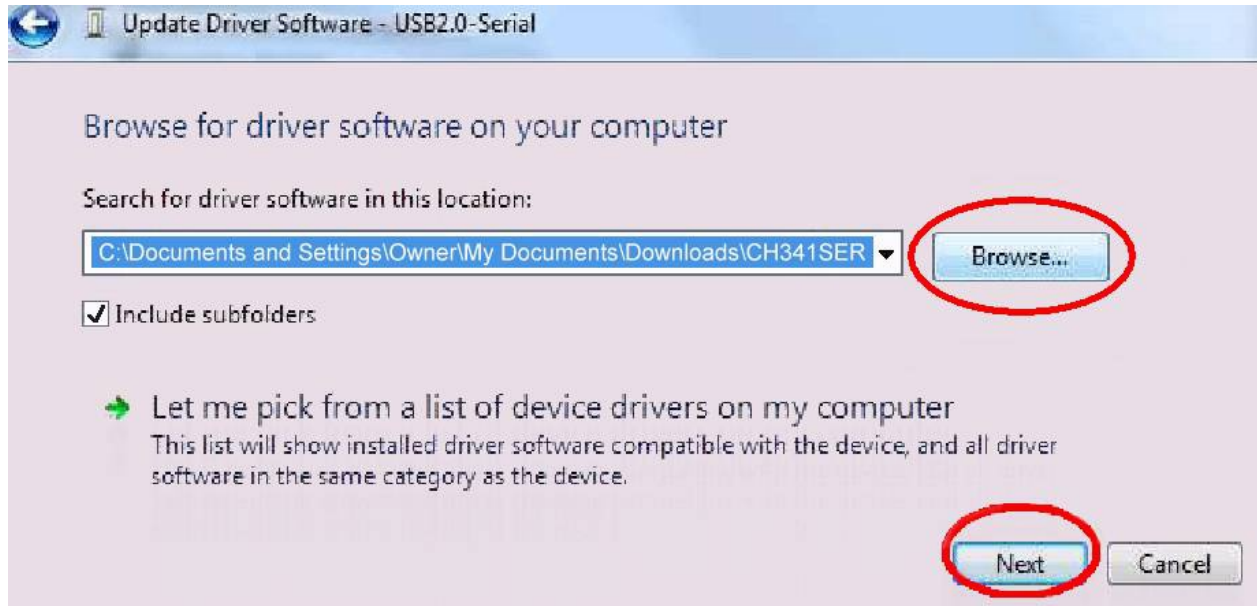 Update Driver Software - USB2.0-Serial
Browse for driver software on your computer
Search for driver software in this location:
C:\Documents and Settings\Owner\My Documents\Downloads\CH341SER
Browse...
Include subfolders
Let me pick from a list of device drivers on my computer
This list will show installed driver software compatible with the device, and all driver
software in the same category as the device.
Next
Cancel